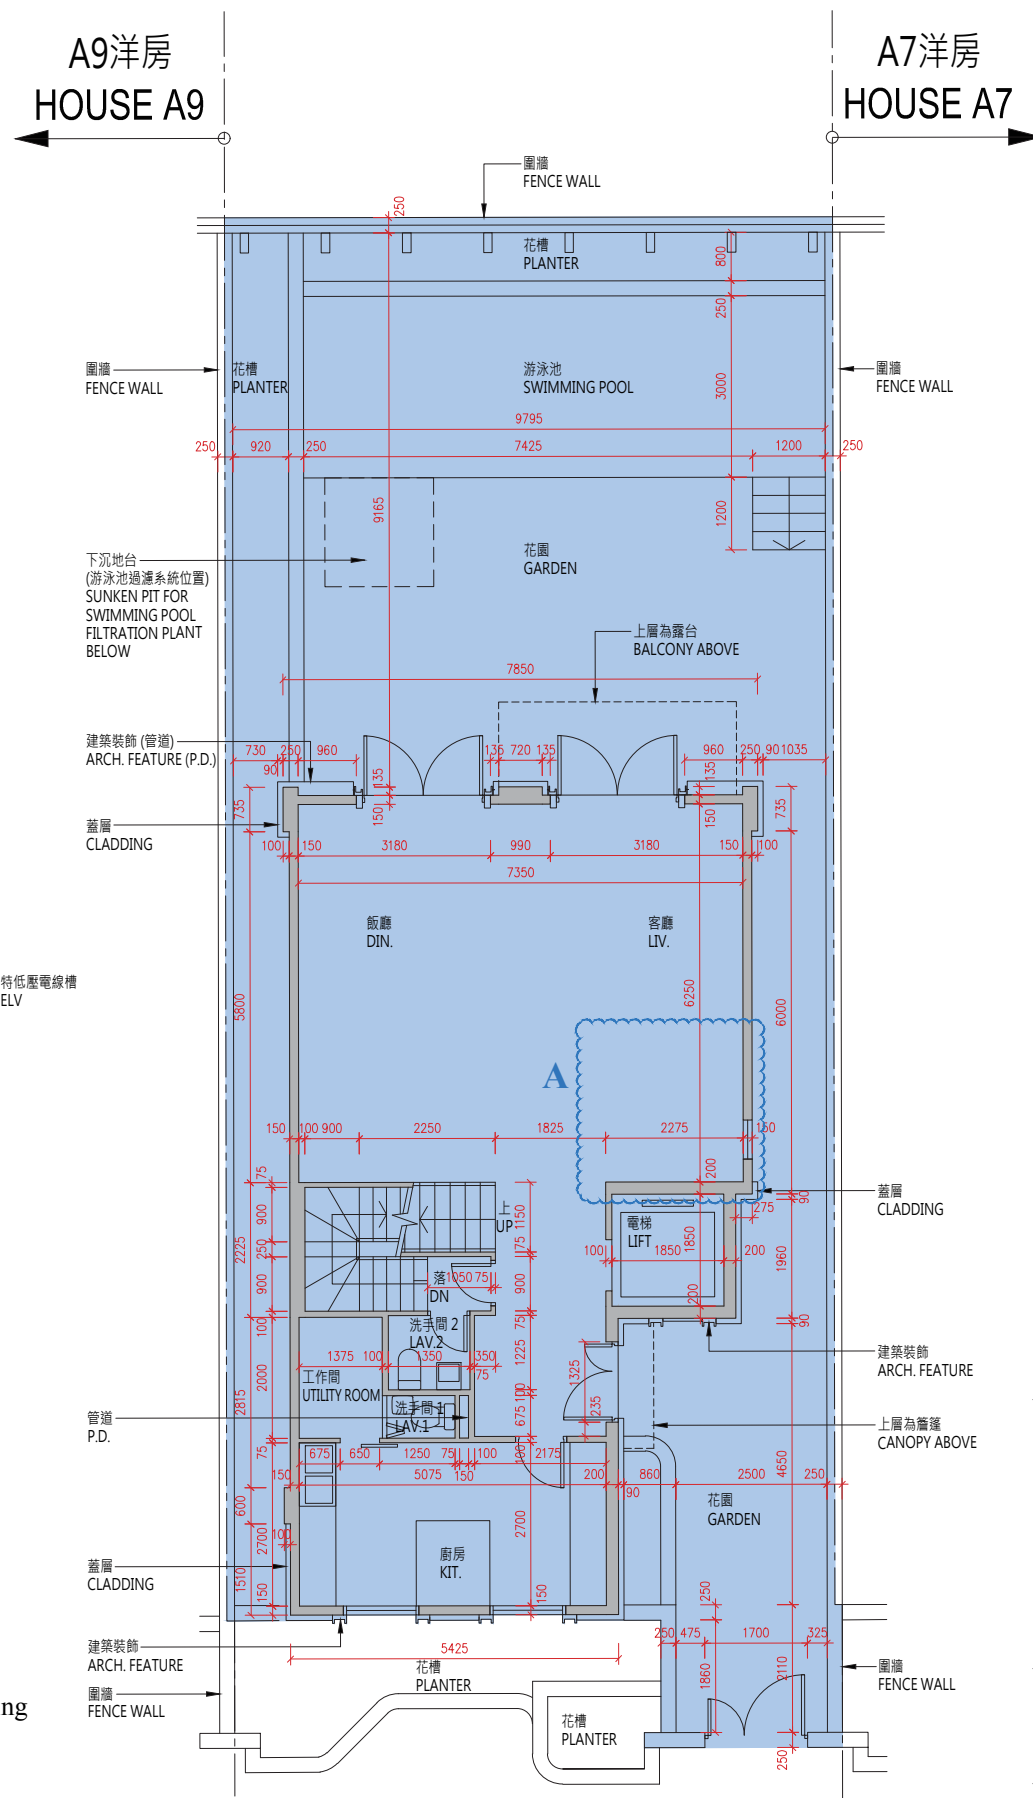 A9洋房
HOUSE A9
A7洋房
HOUSE A7
圍牆
FENCE WALL
250
花槽
PLANTER
800
250
圍牆
FENCE WALL
花槽
PLANTER
游泳池
SWIMMING POOL
3000
圍牆
FENCE WALL
9795
250
920
250
7425
1200
250
9165
1200
下沉地台
(游泳池過濾系統位置)
SUNKEN PIT FOR
SWIMMING POOL
FILTRATION PLANT
BELOW
花園
GARDEN
上層為露台
BALCONY ABOVE
7850
建築裝飾 (管道)
ARCH. FEATURE (P.D.)
730
250
960
90
135
720
135
960
250
90
1035
135
150
135
150
735
735
蓋層
CLADDING
100
150
3180
990
3180
150
100
7350
飯廳
DIN.
客廳
LIV.
特低壓電線槽
ELV
5800
6250
6000
A
150
100
900
2250
1825
2275
150
75
200
900
2225
250
900
上
UP
1150
175
電梯
LIFT
1850
100
1850
200
275
90
1960
蓋層
CLADDING
落
DN
1050
75
900
200
90
100
洗手間 2
LAV.2
75
1225
1375
100
1350
350
75
1325
建築裝飾
ARCH. FEATURE
2000
2815
工作間
UTILITY ROOM
洗手間 1
LAV.1
100
675
235
管道
P.D.
上層為簷篷
CANOPY ABOVE
75
675
650
1250
75
100
100
2175
150
5075
150
200
90
860
2500
250
4650
600
花園
GARDEN
100
2700
2700
廚房
KIT.
蓋層
CLADDING
1510
150
150
250
建築裝飾
ARCH. FEATURE
5425
250
475
1700
325
花槽
PLANTER
1860
2110
圍牆
FENCE WALL
圍牆
FENCE WALL
ng
花槽
PLANTER
250